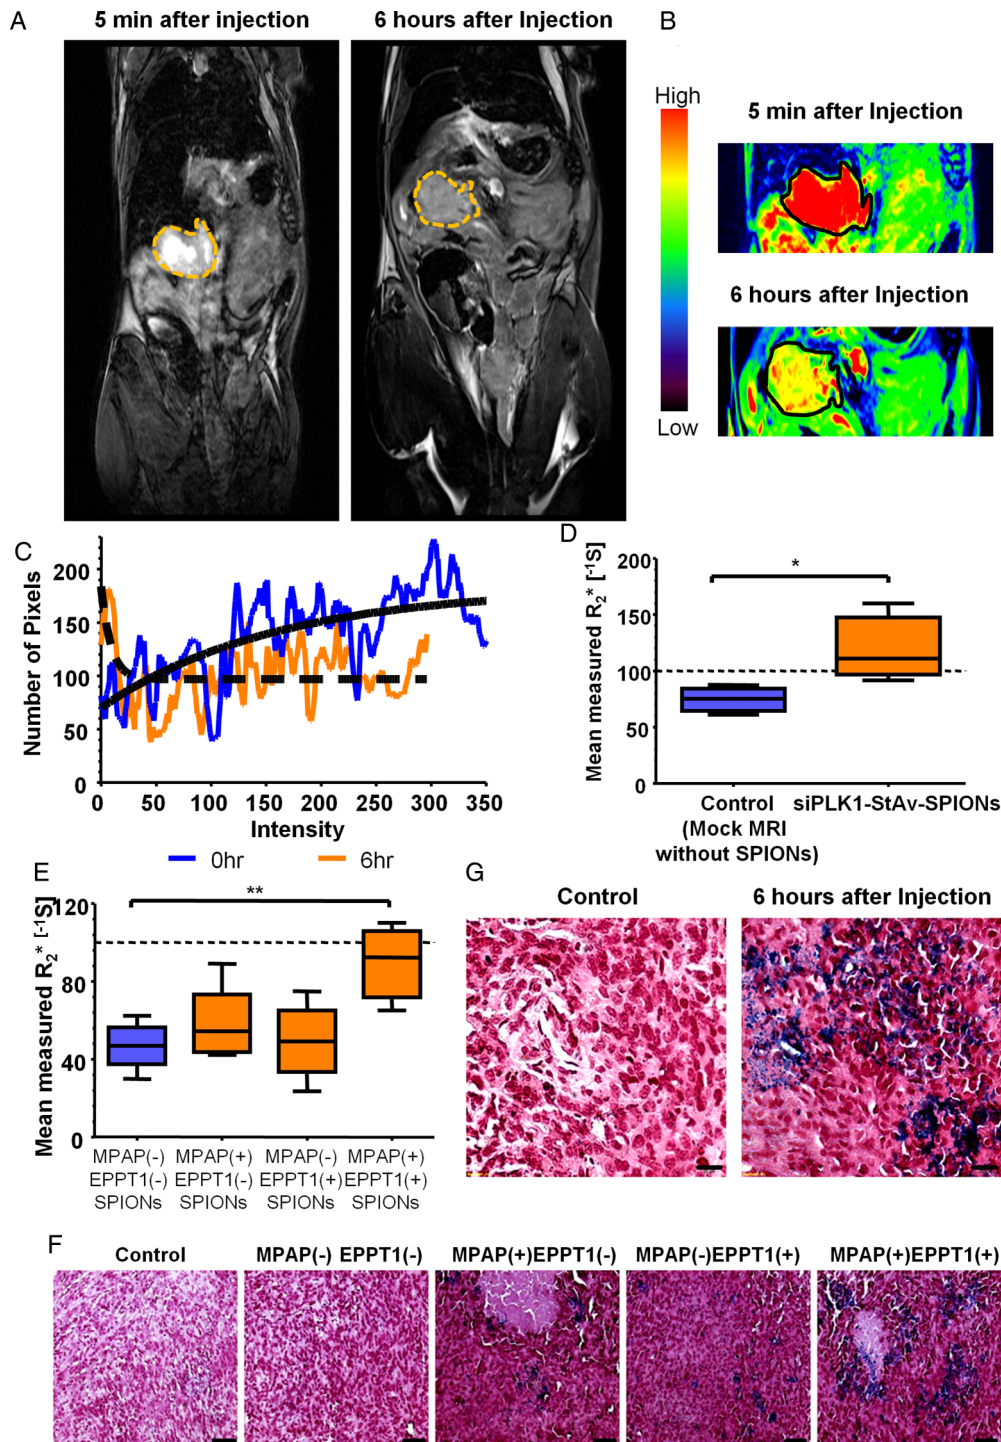 A
5 min after injection
6 hours after Injection
B
High
Low
5 min after Injection
6 hours after Injection
C
Number of Pixels
200
150
100
50
0
0 50 100 150 200 250 300 350
Intensity
0hr 6hr
D
Mean measured R2* [-1S]
200
150
100
50
0
*
Control
(Mock MRI
without SPIONs)
siPLK1-StAv-SPIONs
E
Mean measured R2* [-1S]
120
80
40
0
**
MPAP(-)
EPPT1(-)
SPIONs
MPAP(+)
EPPT1(-)
SPIONs
MPAP(-)
EPPT1(+)
SPIONs
MPAP(+)
EPPT1(+)
SPIONs
G
Control
6 hours after Injection
F
Control
MPAP(-) EPPT1(-)
MPAP(+)EPPT1(-)
MPAP(-)EPPT1(+)
MPAP(+)EPPT1(+)